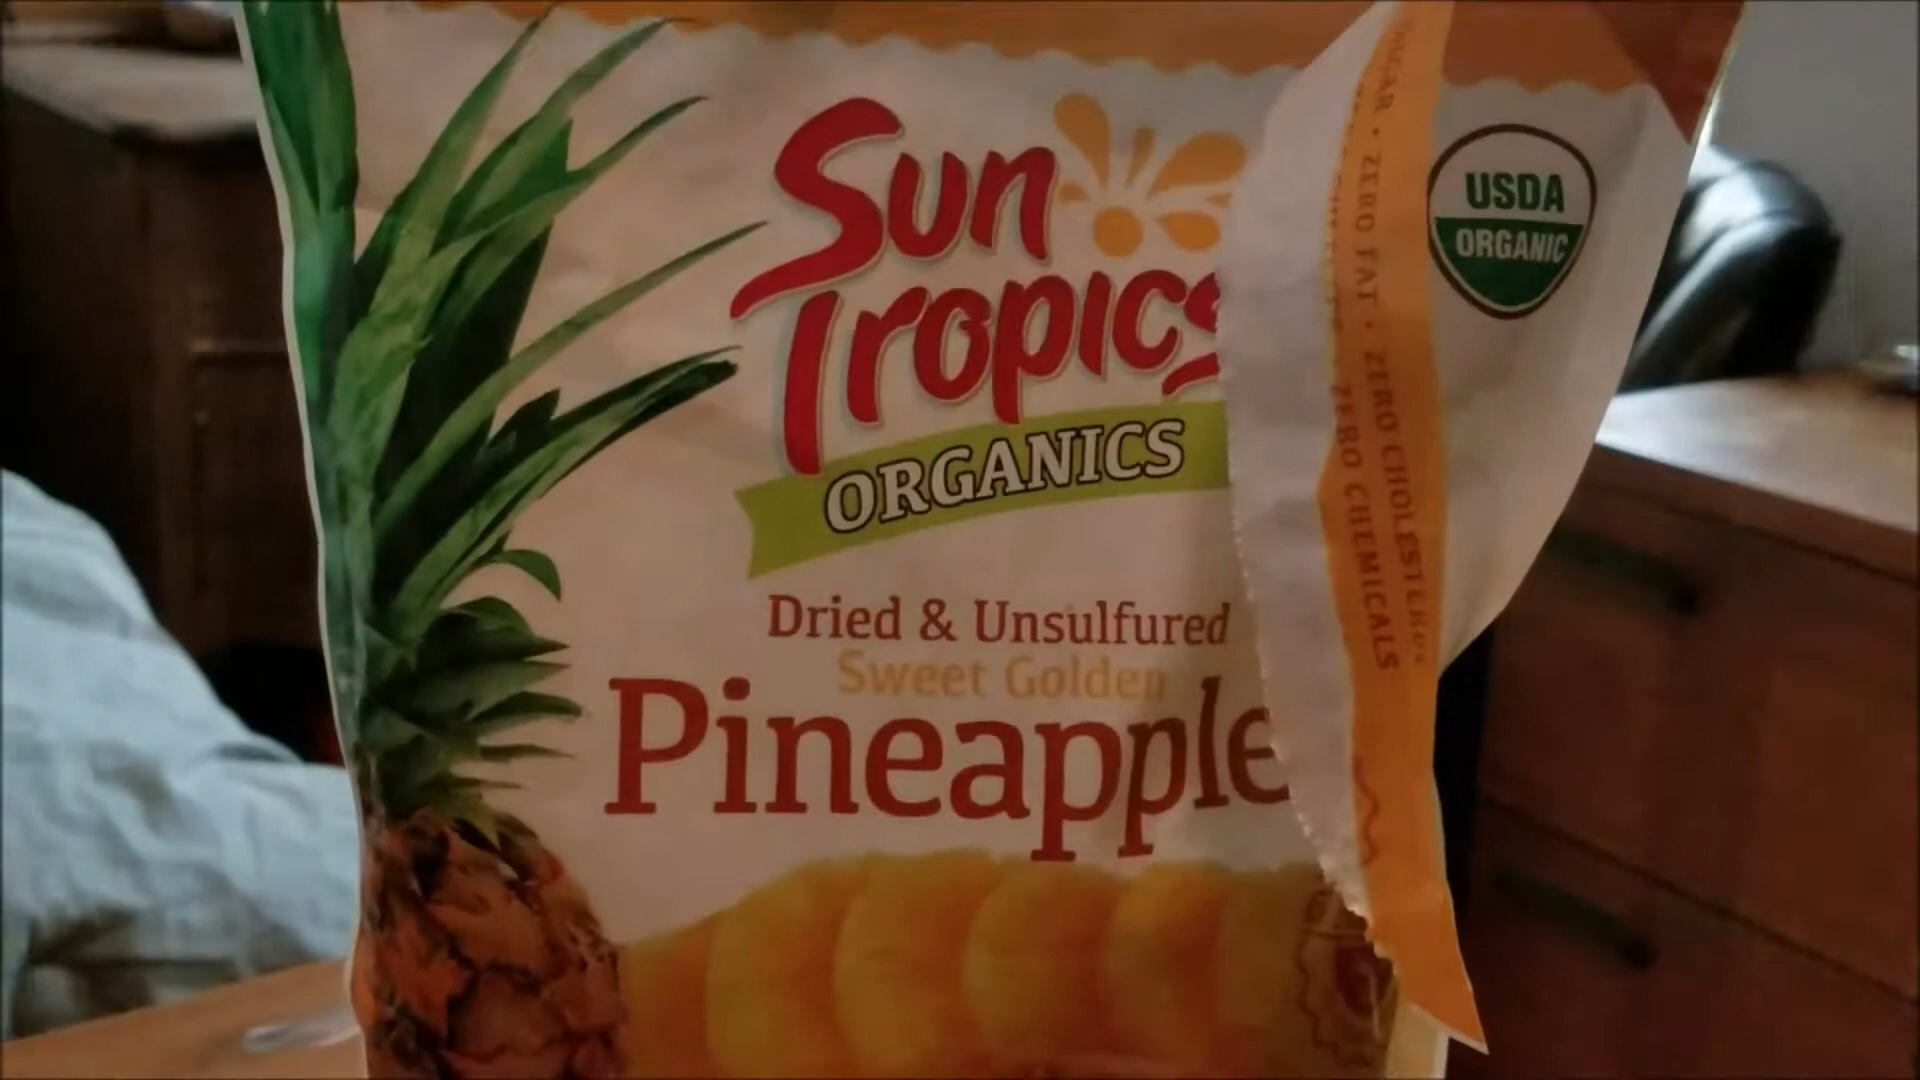 Sun
Tropics
ORGANICS
Dried & Unsulfured
Sweet Golden
Pineapple
USDA
ORGANIC
ZERO FAT • ZERO CHOLESTEROL
ZERO CHEMICALS